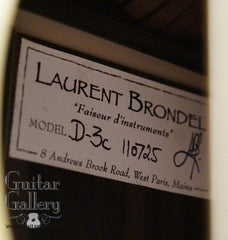 LAURENT BRONDEL
"Faiseur d'instruments"
MODEL D-3c 110725
8 Andrews Brook Road, West Paris, Maine
Guitar
Gallery